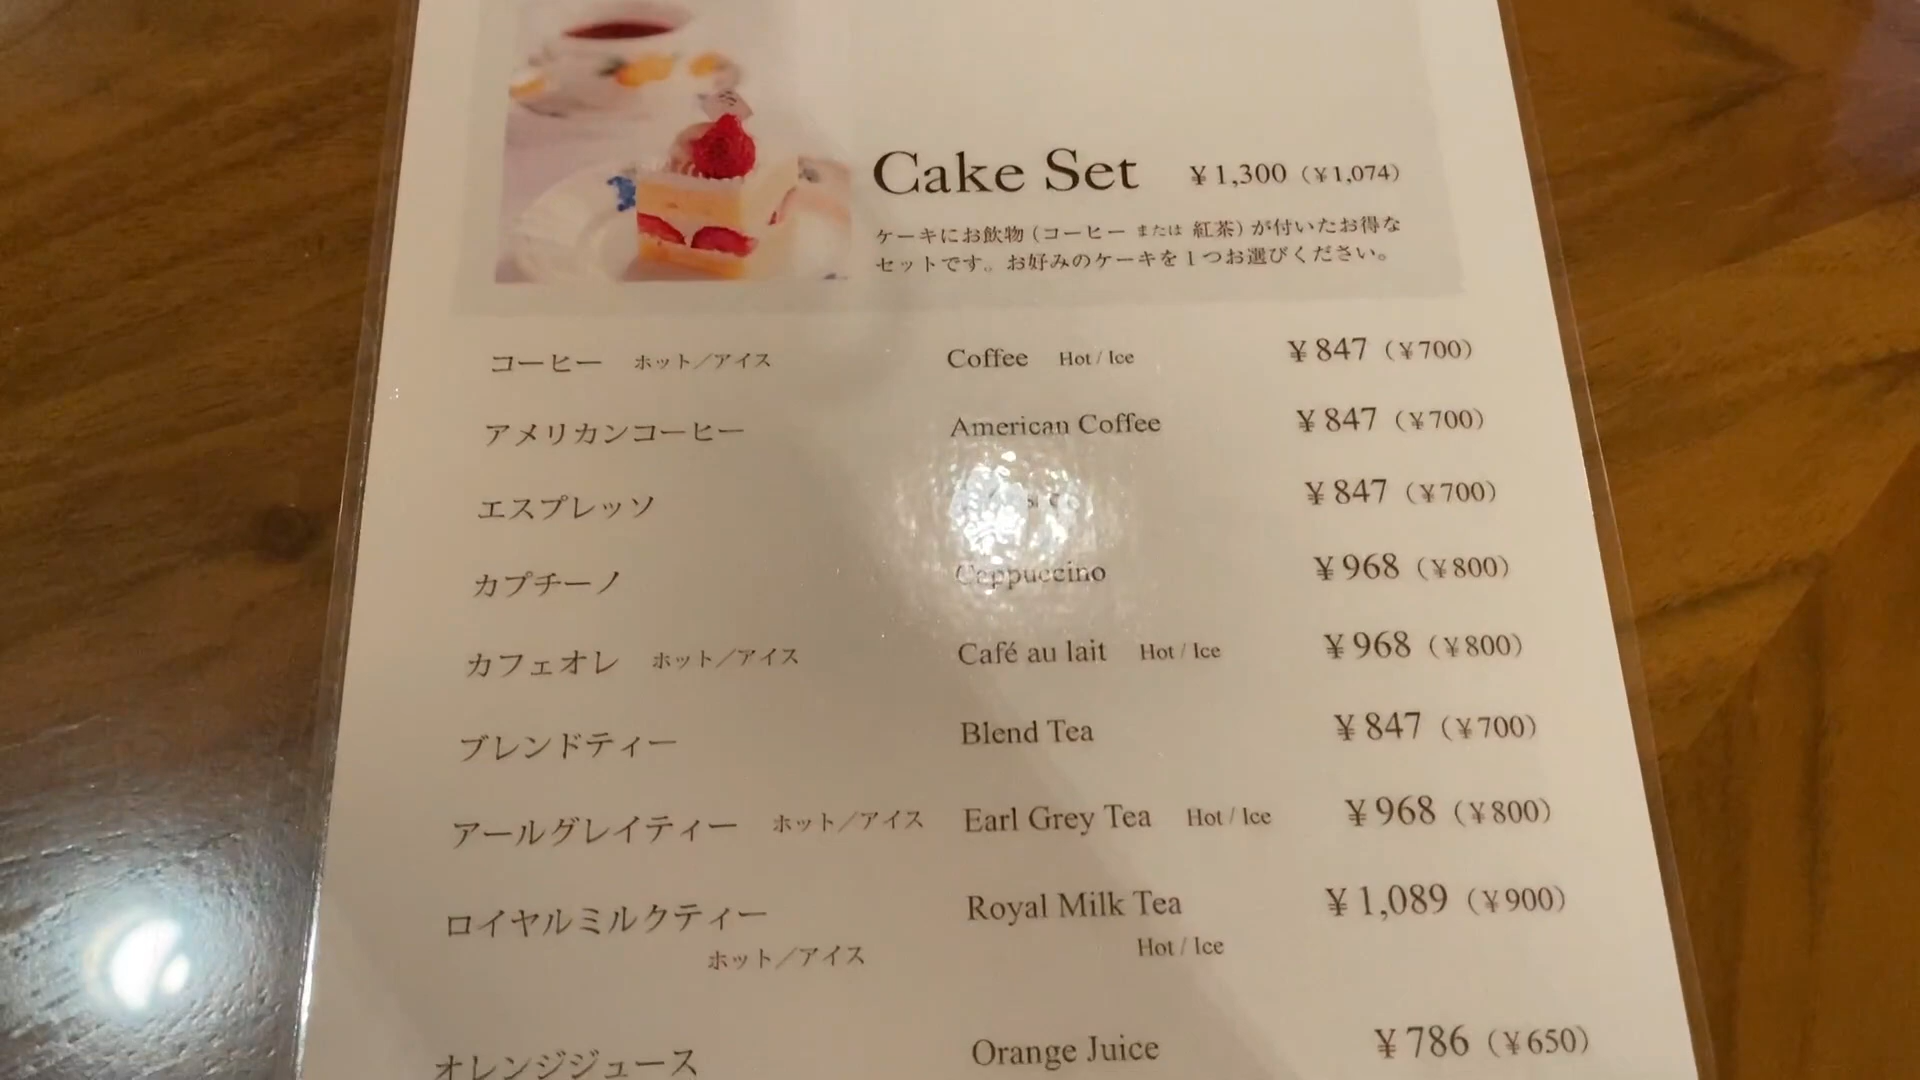 Cake Set ¥1,300（¥1,074）
ケーキにお飲物（コーヒー または 紅茶）が付いたお得な
セットです。お好みのケーキを1つお選びください。
コーヒー ホット／アイス Coffee Hot / Ice ¥847（¥700）
アメリカンコーヒー American Coffee ¥847（¥700）
エスプレッソ ¥847（¥700）
カプチーノ Cappuccino ¥968（¥800）
カフェオレ ホット／アイス Café au lait Hot / Ice ¥968（¥800）
ブレンドティー Blend Tea ¥847（¥700）
アールグレイティー ホット／アイス Earl Grey Tea Hot / Ice ¥968（¥800）
ロイヤルミルクティー Royal Milk Tea ¥1,089（¥900）
ホット／アイス Hot / Ice
オレンジジュース Orange Juice ¥786（¥650）